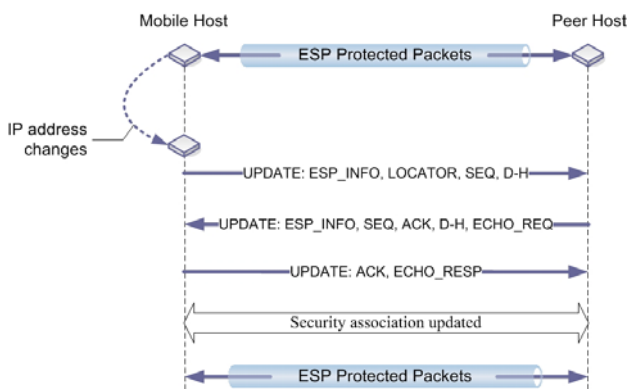 Mobile Host
Peer Host
ESP Protected Packets
IP address
changes
UPDATE: ESP_INFO, LOCATOR, SEQ, D-H
UPDATE: ESP_INFO, SEQ, ACK, D-H, ECHO_REQ
UPDATE: ACK, ECHO_RESP
Security association updated
ESP Protected Packets